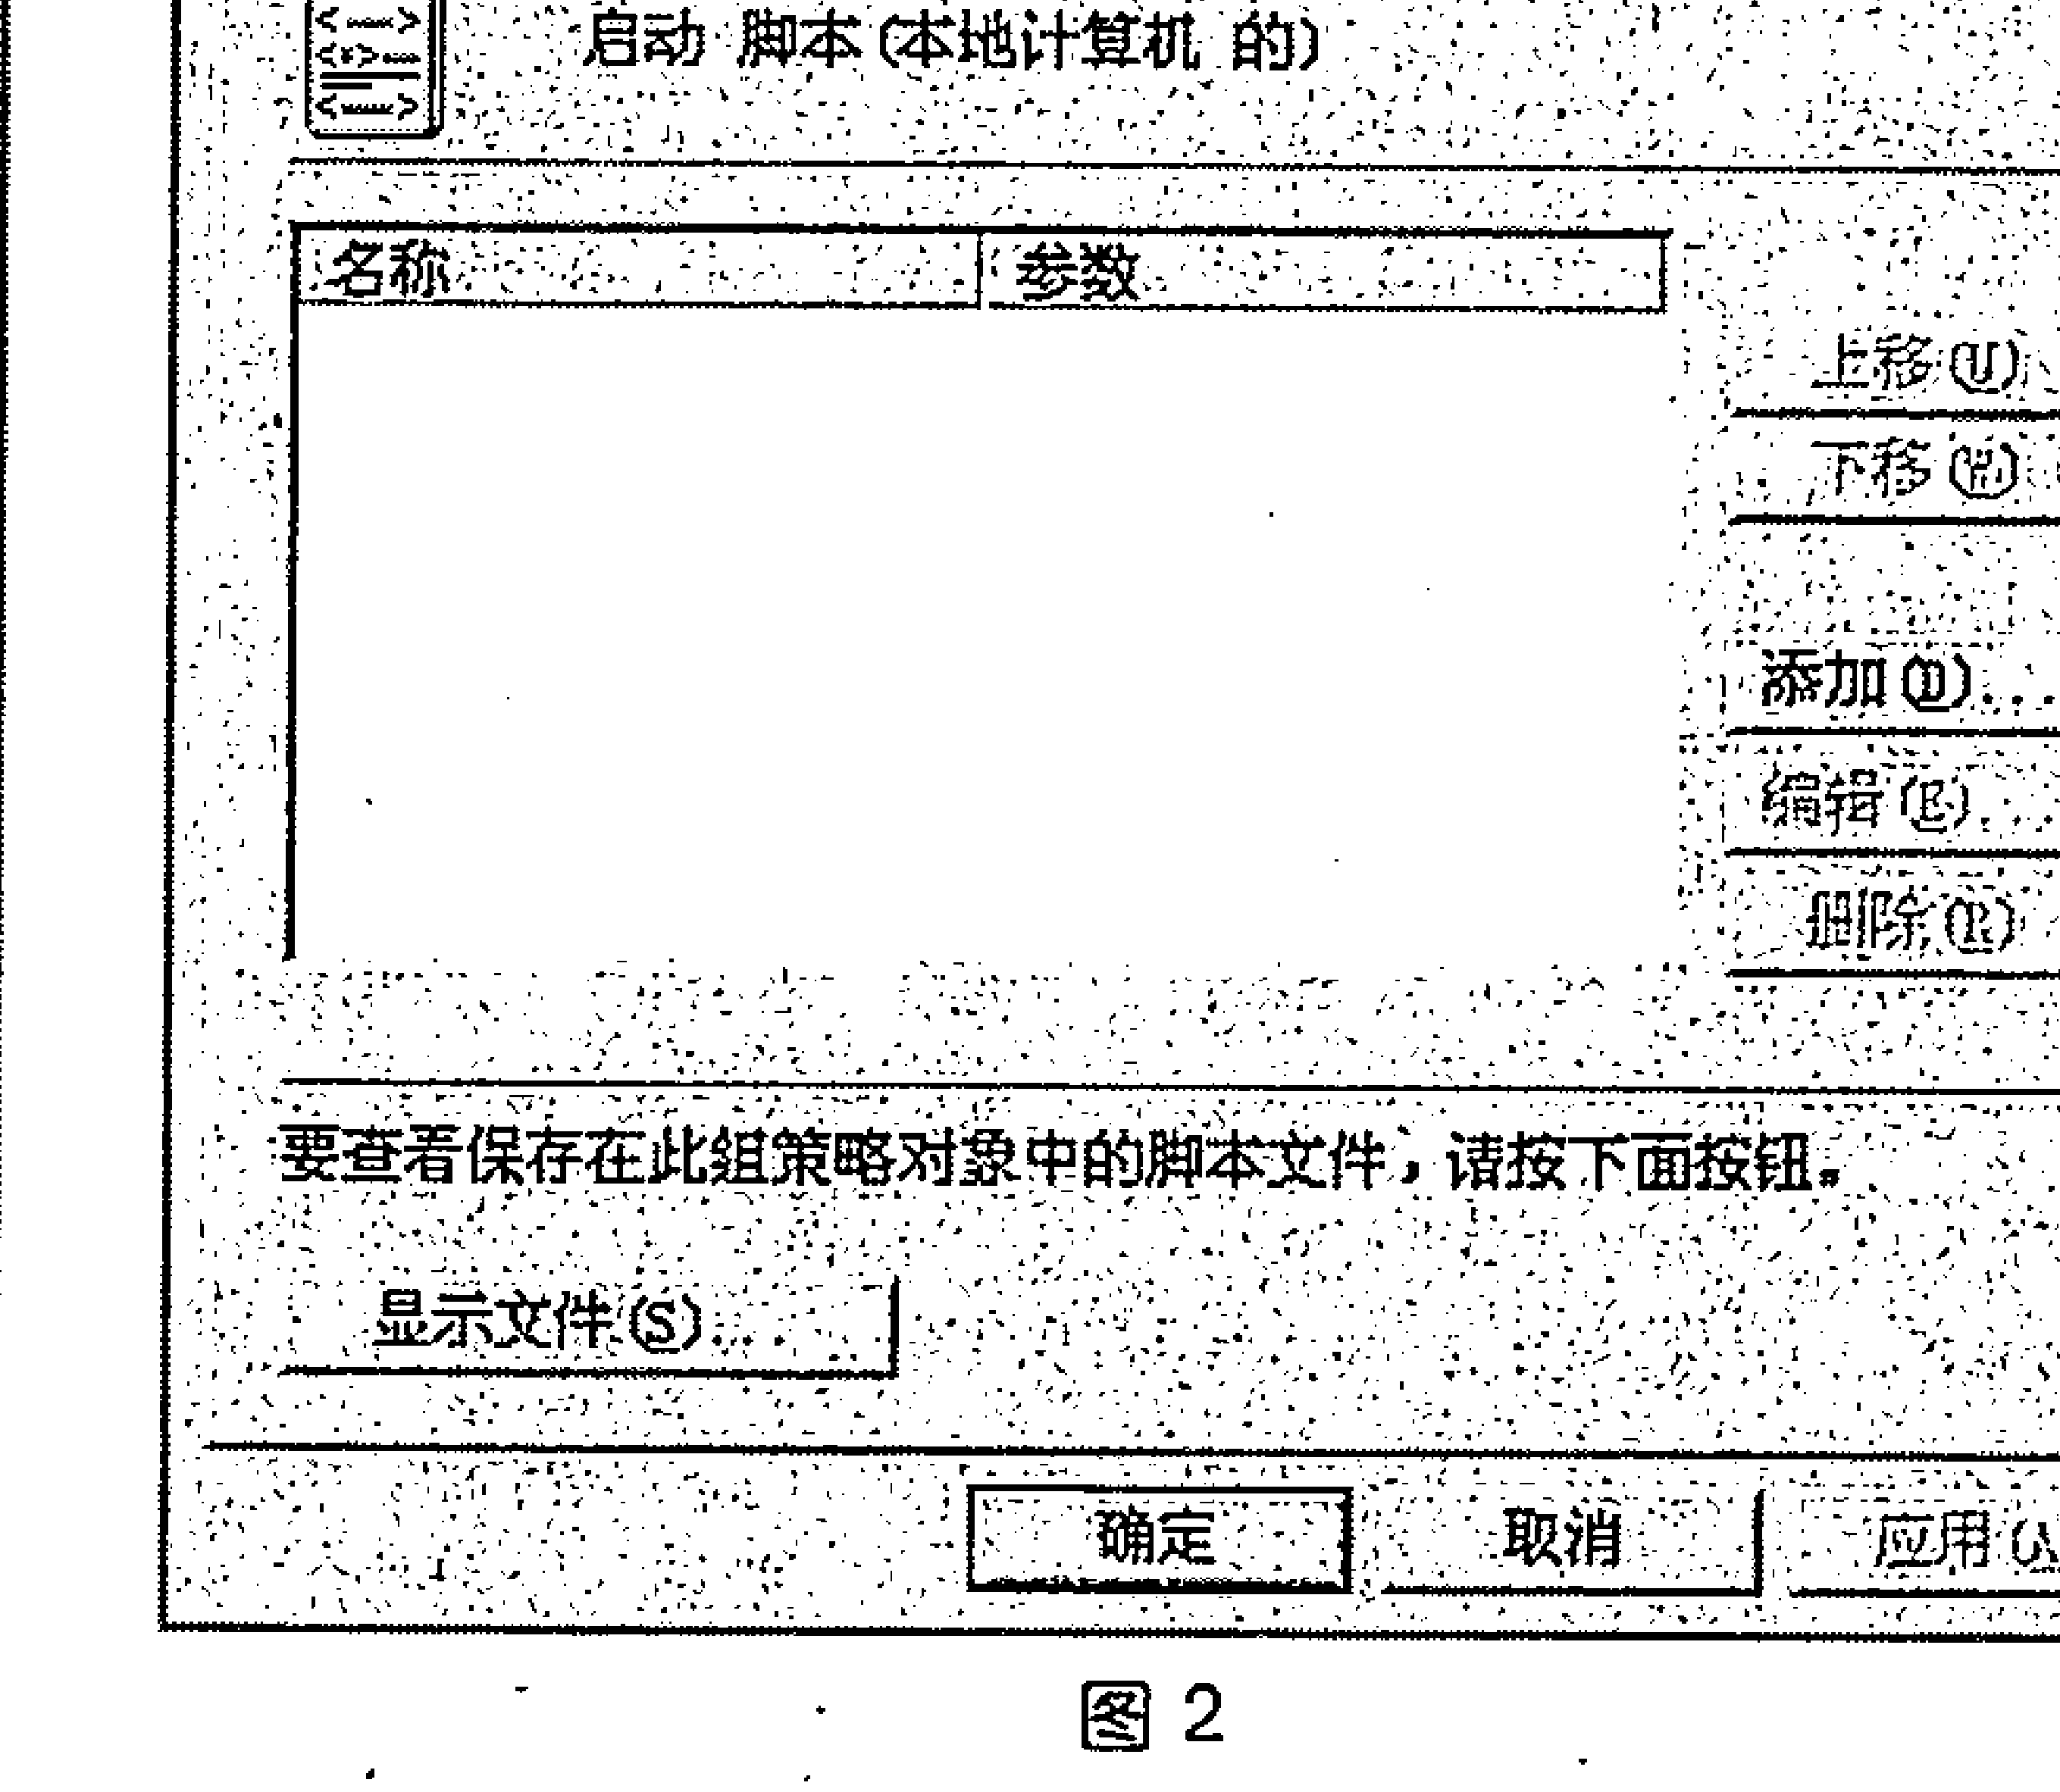 启动 脚本(本地计算机 的)
名称 参数
上移(U)
下移(W)
添加(D)...
编辑(E)...
删除(R)
要查看保存在此组策略对象中的脚本文件，请按下面按钮。
显示文件(S)...
确定 取消 应用(A
图 2